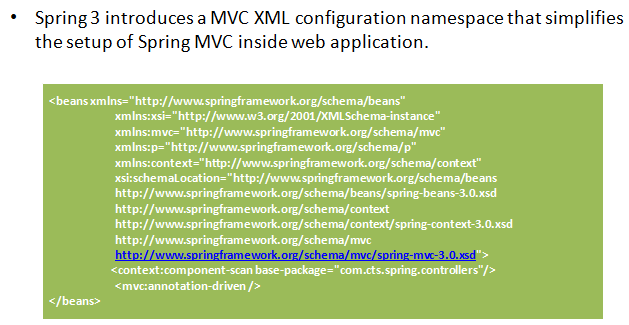 • Spring 3 introduces a MVC XML configuration namespace that simplifies
the setup of Spring MVC inside web application.
<beans xmlns="http://www.springframework.org/schema/beans"
xmlns:xsi="http://www.w3.org/2001/XMLSchema-instance"
xmlns:mvc="http://www.springframework.org/schema/mvc"
xmlns:p="http://www.springframework.org/schema/p"
xmlns:context="http://www.springframework.org/schema/context"
xsi:schemaLocation="http://www.springframework.org/schema/beans
http://www.springframework.org/schema/beans/spring-beans-3.0.xsd
http://www.springframework.org/schema/context
http://www.springframework.org/schema/context/spring-context-3.0.xsd
http://www.springframework.org/schema/mvc
http://www.springframework.org/schema/mvc/spring-mvc-3.0.xsd">
<context:component-scan base-package="com.cts.spring.controllers"/>
<mvc:annotation-driven />
</beans>